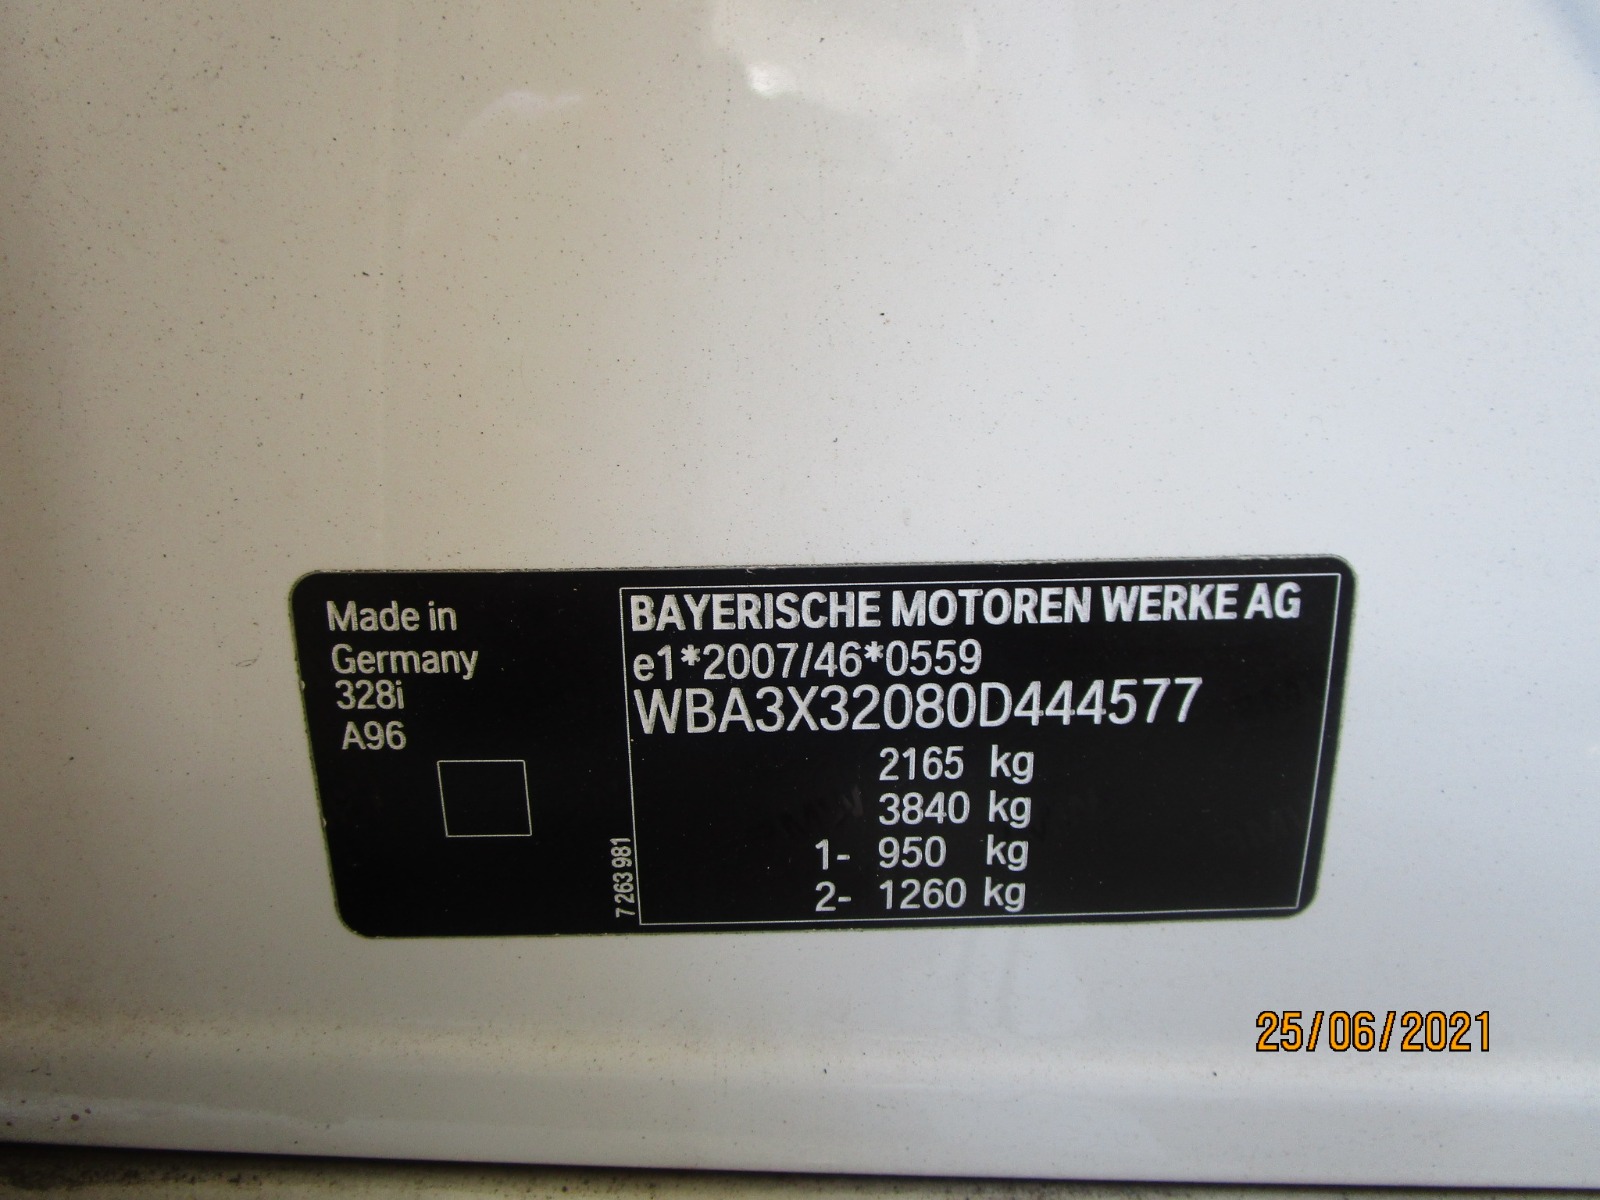 Made in
Germany
328i
A96
7 263 981
BAYERISCHE MOTOREN WERKE AG
e1*2007/46*0559
WBA3X32080D444577
2165 kg
3840 kg
1- 950 kg
2- 1260 kg
25/06/2021